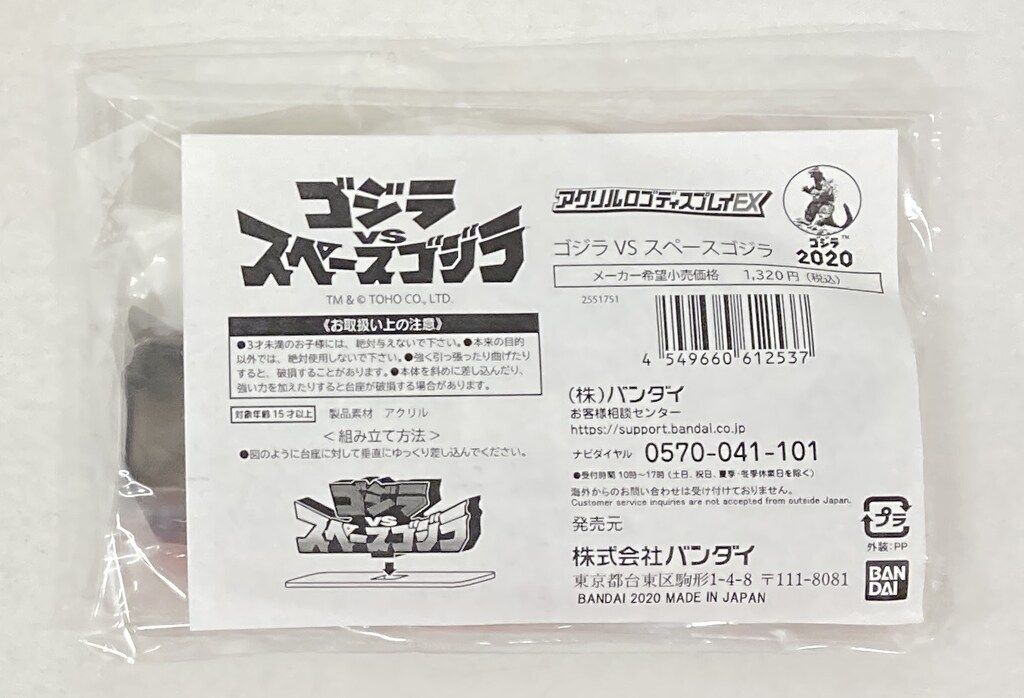 ゴジラ
VS
スペースゴジラ
TM & © TOHO CO., LTD.
《お取扱い上の注意》
●3才未満のお子様には、絶対与えないで下さい。●本来の目的
以外では、絶対使用しないで下さい。●強く引っ張ったり曲げたり
すると、破損することがあります。●本体を斜めに差し込んだり、
強い力を加えたりすると台座が破損する場合があります。
対象年齢15才以上 製品素材 アクリル
＜組み立て方法＞
●図のように台座に対して垂直にゆっくり差し込んでください。
ゴジラ
VS
スペースゴジラ
アクリルロゴディスプレイEX
ゴジラ™
2020
ゴジラ VS スペースゴジラ
メーカー希望小売価格 1,320円（税込）
2551751
4 549660 612537
（株）バンダイ
お客様相談センター
https://support.bandai.co.jp
ナビダイヤル 0570-041-101
●受付時間 10時～17時（土日、祝日、夏季・冬季休業日を除く）
海外からのお問い合わせは受け付けておりません。
Customer service inquiries are not accepted from outside Japan.
発売元
株式会社バンダイ
東京都台東区駒形1-4-8 〒111-8081
BANDAI 2020 MADE IN JAPAN
プラ
外装：PP
BAN
DAI